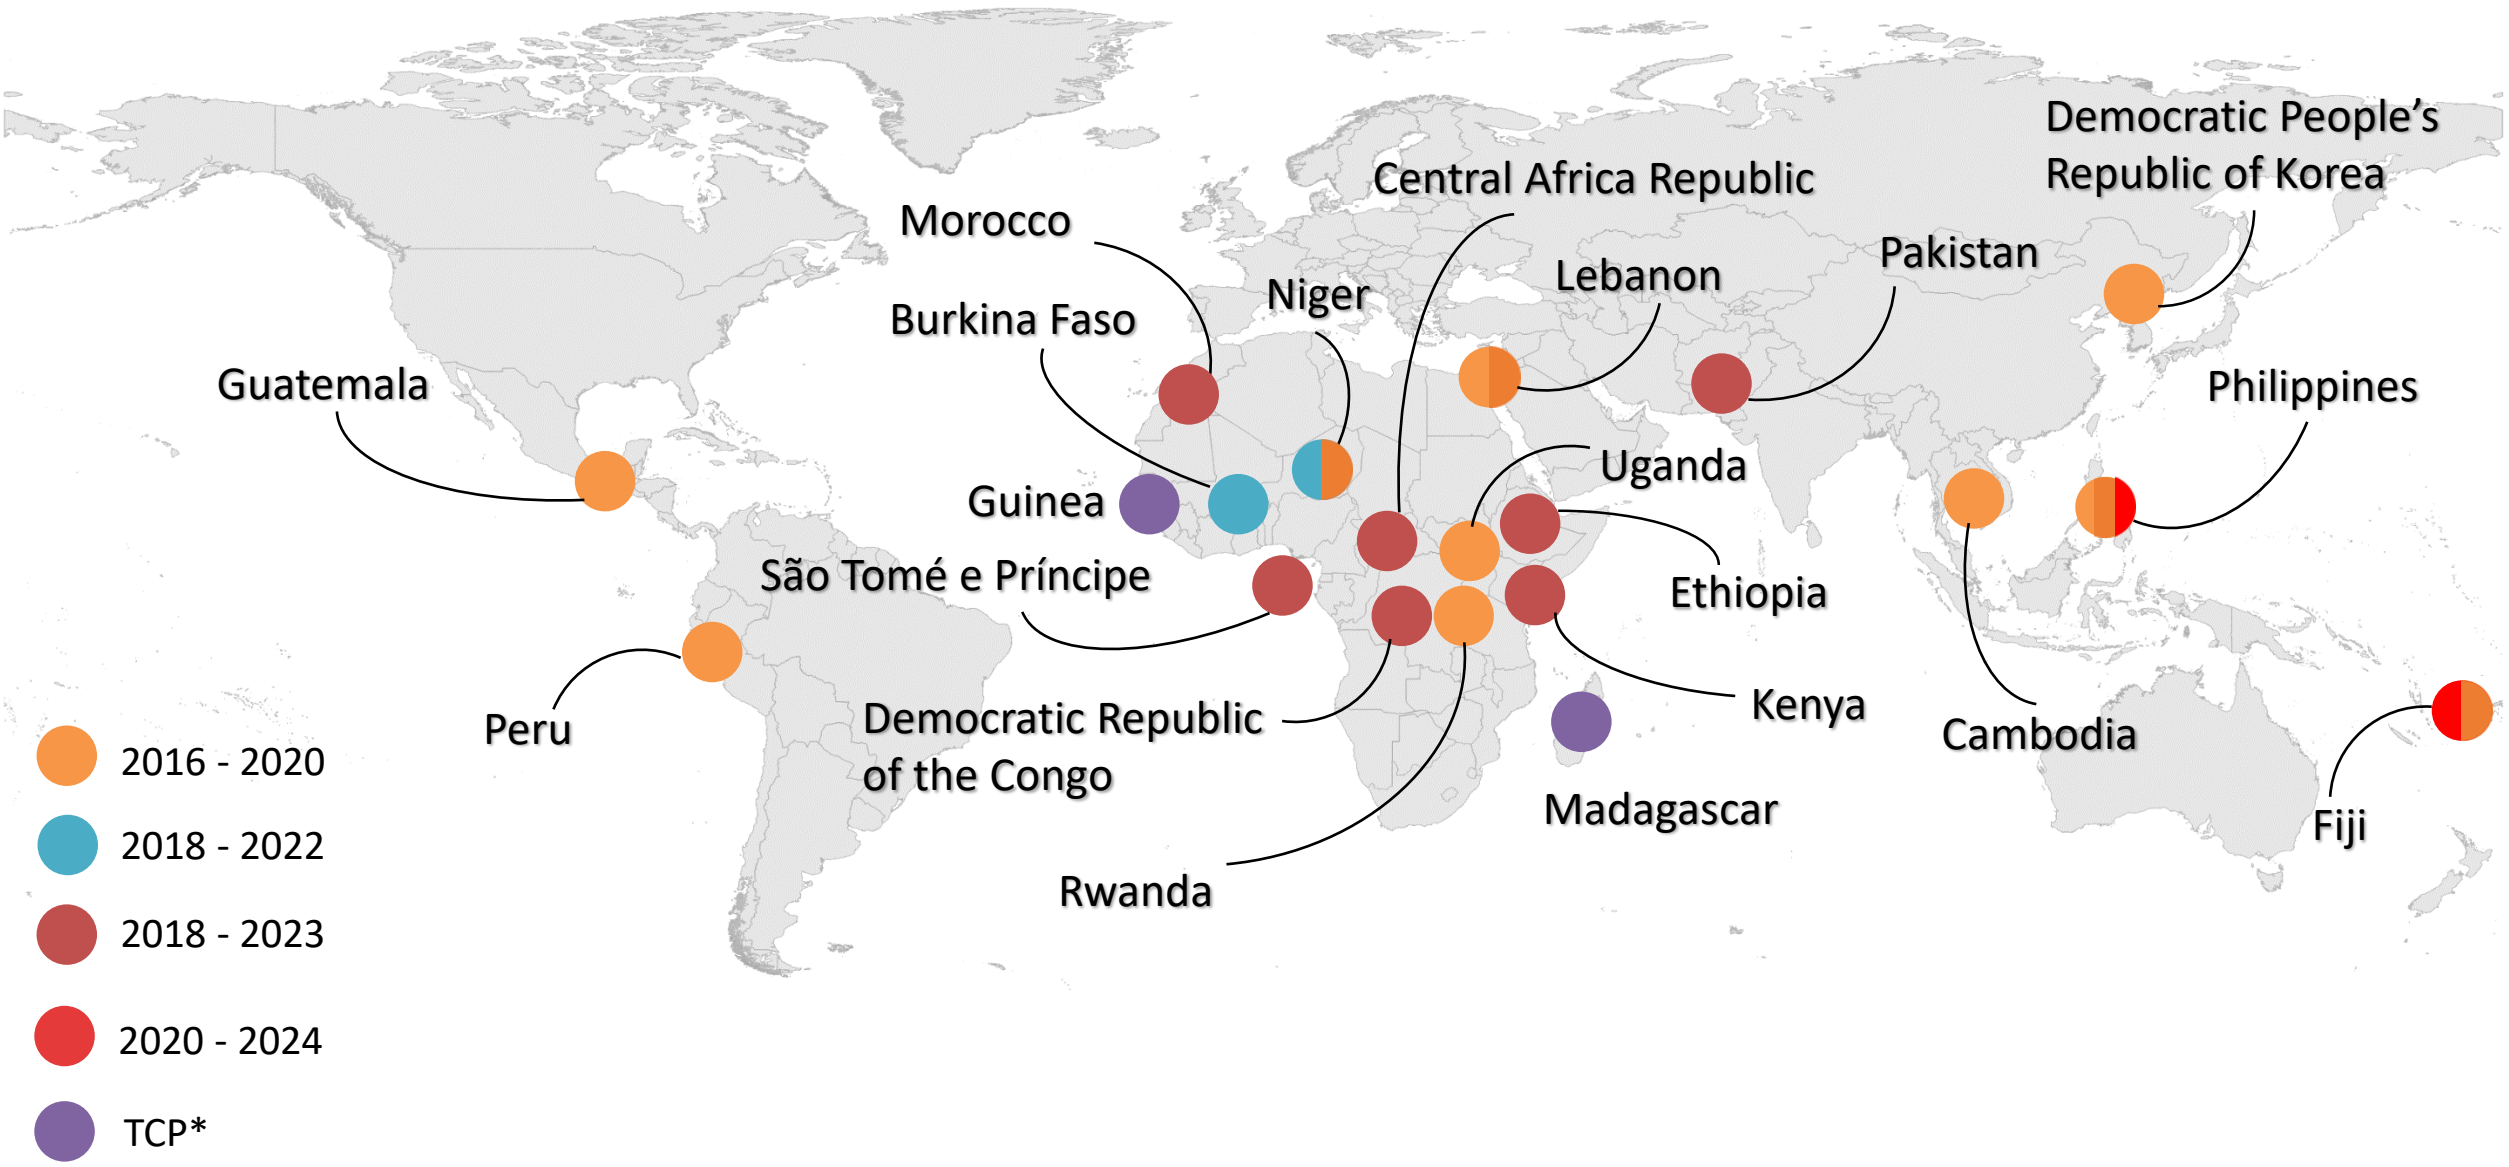 Democratic People’s
Republic of Korea
Central Africa Republic
Morocco
Pakistan
Lebanon
Niger
Burkina Faso
Guatemala
Philippines
Uganda
Guinea
São Tomé e Príncipe
Ethiopia
Peru
Democratic Republic
of the Congo
Kenya
Cambodia
Madagascar
Fiji
Rwanda
2016 - 2020
2018 - 2022
2018 - 2023
2020 - 2024
TCP*